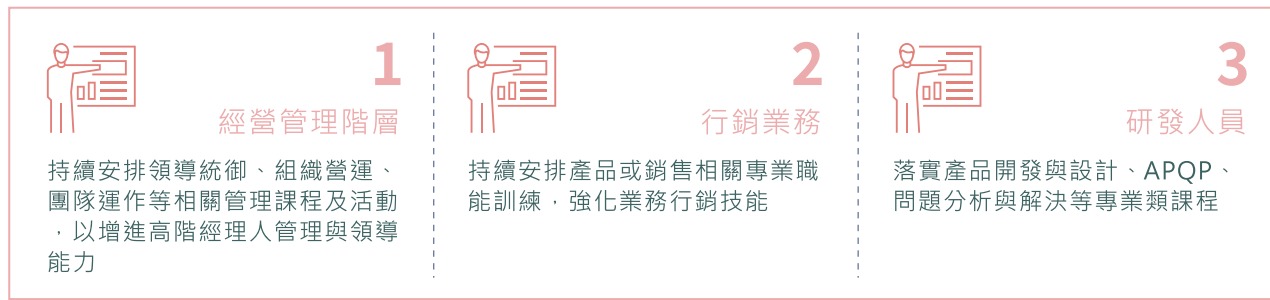 1
經營管理階層
持續安排領導統御、組織營運、
團隊運作等相關管理課程及活動
，以增進高階經理人管理與領導
能力
2
行銷業務
持續安排產品或銷售相關專業職
能訓練，強化業務行銷技能
3
研發人員
落實產品開發與設計、APQP、
問題分析與解決等專業類課程